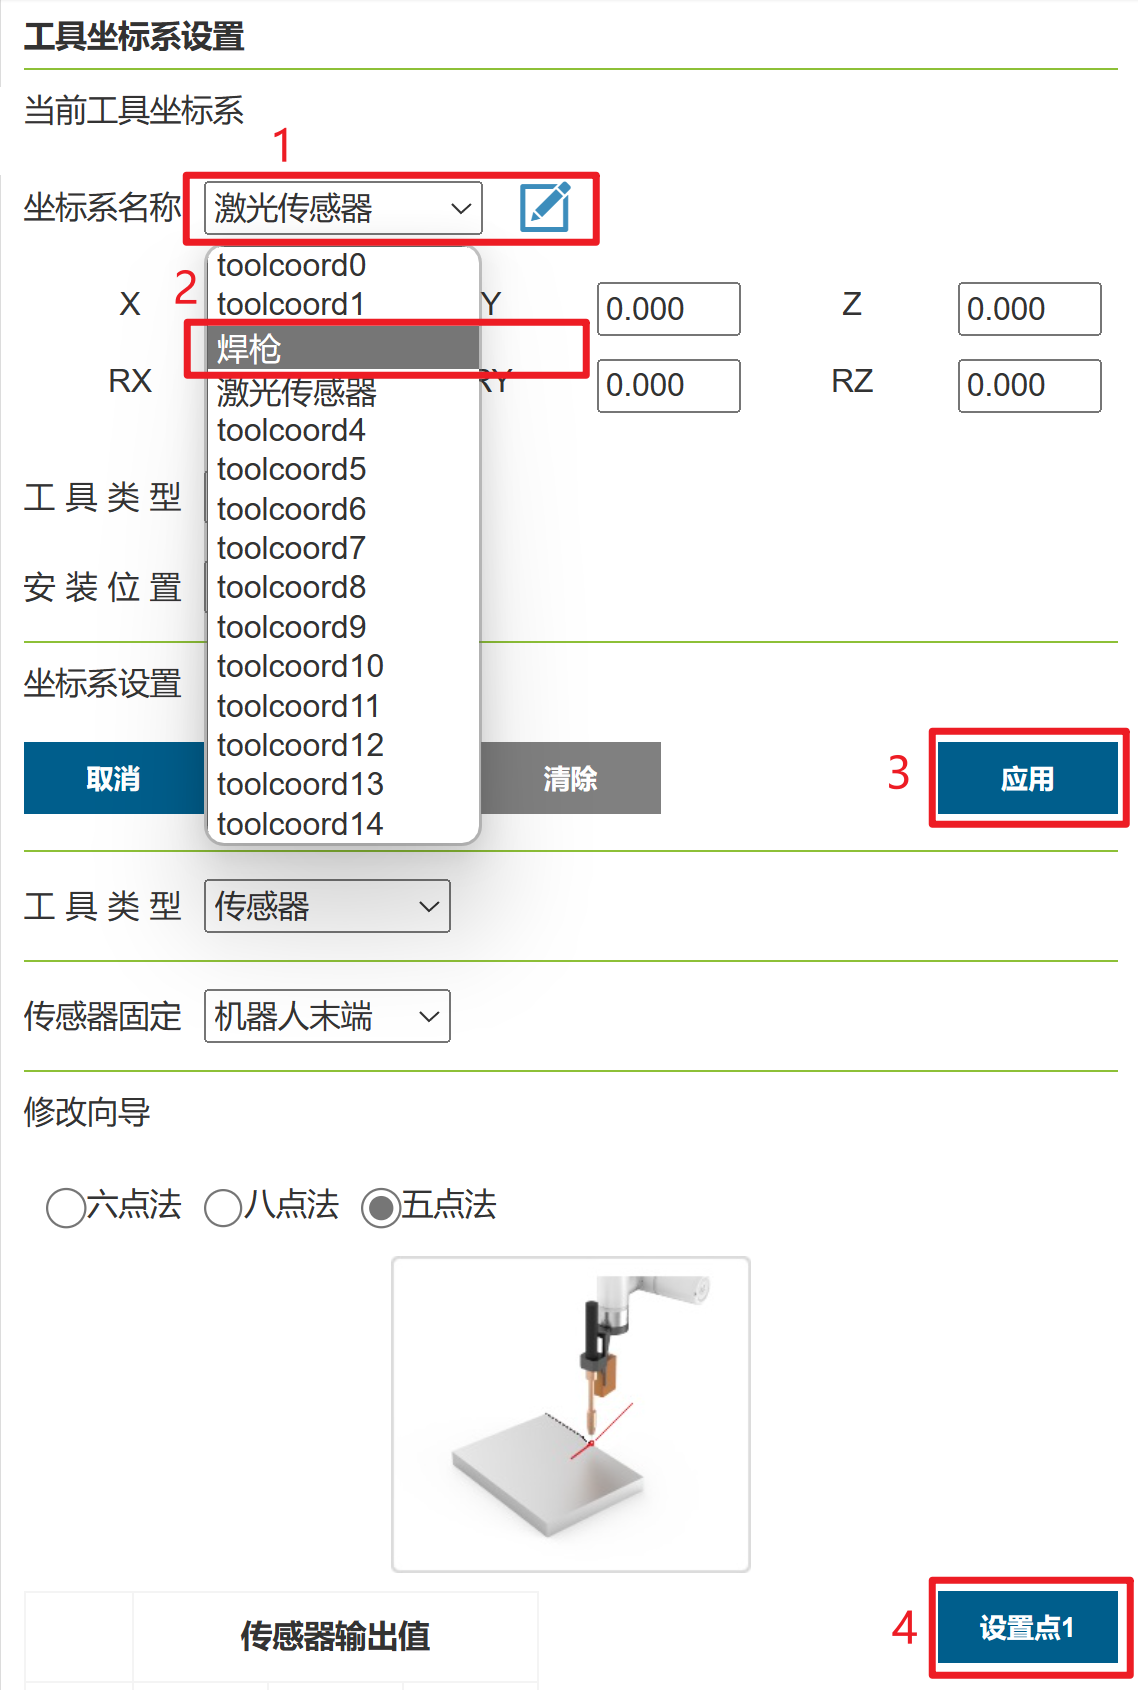 工具坐标系设置
当前工具坐标系
1
坐标系名称 激光传感器
toolcoord0
2
X toolcoord1 Y 0.000 Z 0.000
焊枪
RX RY 0.000 RZ 0.000
激光传感器
toolcoord4
toolcoord5
工具类型
toolcoord6
toolcoord7
安装位置 toolcoord8
toolcoord9
toolcoord10
坐标系设置
toolcoord11
toolcoord12
取消 清除 3 应用
toolcoord13
toolcoord14
工具类型 传感器
传感器固定 机器人末端
修改向导
六点法 八点法 五点法
传感器输出值 4 设置点1